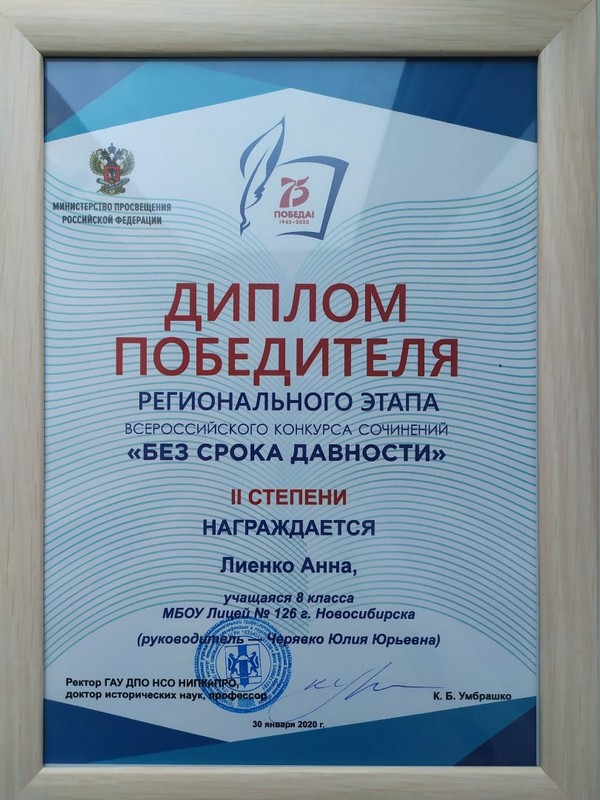 МИНИСТЕРСТВО ПРОСВЕЩЕНИЯ
РОССИЙСКОЙ ФЕДЕРАЦИИ
75
ПОБЕДА!
1945–2020
ДИПЛОМ
ПОБЕДИТЕЛЯ
РЕГИОНАЛЬНОГО ЭТАПА
ВСЕРОССИЙСКОГО КОНКУРСА СОЧИНЕНИЙ
«БЕЗ СРОКА ДАВНОСТИ»
II СТЕПЕНИ
НАГРАЖДАЕТСЯ
Лиенко Анна,
учащаяся 8 класса
МБОУ Лицей № 126 г. Новосибирска
(руководитель — Черявко Юлия Юрьевна)
Ректор ГАУ ДПО НСО НИПКиПРО,
доктор исторических наук, профессор
К. Б. Умбрашко
30 января 2020 г.